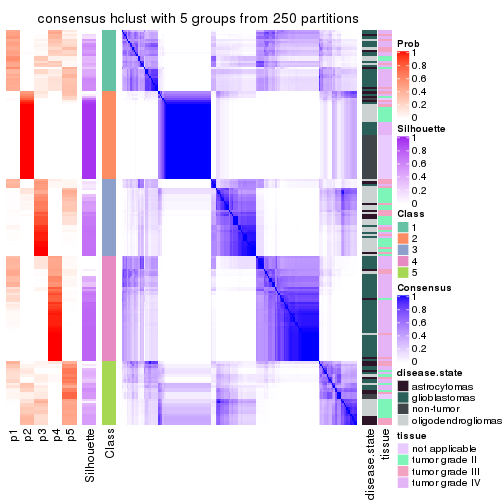 consensus hclust with 5 groups from 250 partitions
p1
p2
p3
p4
p5
Silhouette
Class
disease.state
tissue
Prob
1
0.8
0.6
0.4
0.2
0
Silhouette
1
0.8
0.6
0.4
0.2
0
Class
1
2
3
4
5
Consensus
1
0.8
0.6
0.4
0.2
0
disease.state
astrocytomas
glioblastomas
non-tumor
oligodendrogliomas
tissue
not applicable
tumor grade II
tumor grade III
tumor grade IV